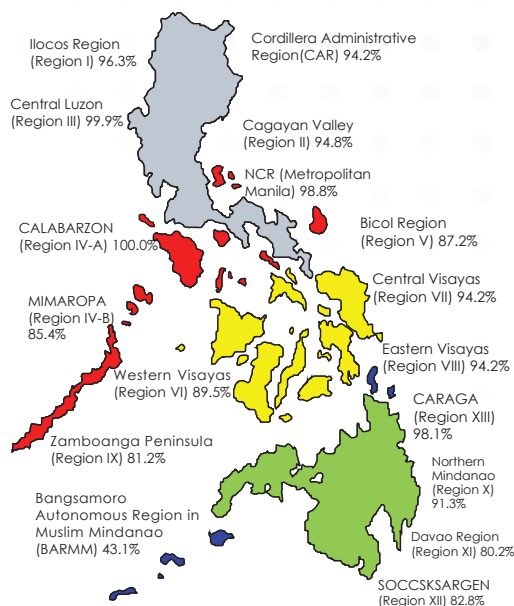 Ilocos Region
(Region I) 96.3%
Cordillera Administrative
Region(CAR) 94.2%
Central Luzon
(Region III) 99.9%
Cagayan Valley
(Region II) 94.8%
NCR (Metropolitan
Manila) 98.8%
CALABARZON
(Region IV-A) 100.0%
Bicol Region
(Region V) 87.2%
Central Visayas
(Region VII) 94.2%
MIMAROPA
(Region IV-B)
85.4%
Eastern Visayas
(Region VIII) 94.2%
Western Visayas
(Region VI) 89.5%
CARAGA
(Region XIII)
98.1%
Zamboanga Peninsula
(Region IX) 81.2%
Northern
Mindanao
(Region X)
91.3%
Bangsamoro
Autonomous Region in
Muslim Mindanao
(BARMM) 43.1%
Davao Region
(Region XI) 80.2%
SOCCSKSARGEN
(Region XII) 82.8%